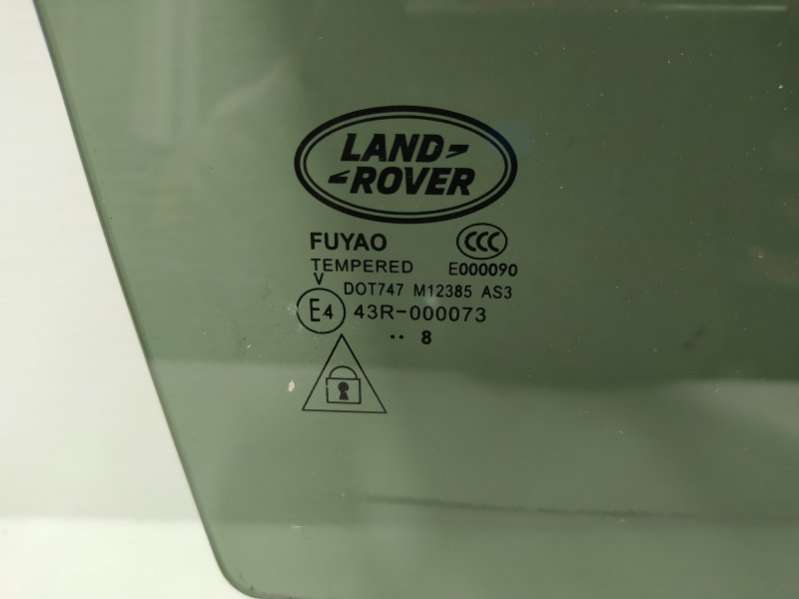 LAND
ROVER
FUYAO CCC
TEMPERED E000090
V
DOT747 M12385 AS3
E4 43R-000073
·· 8